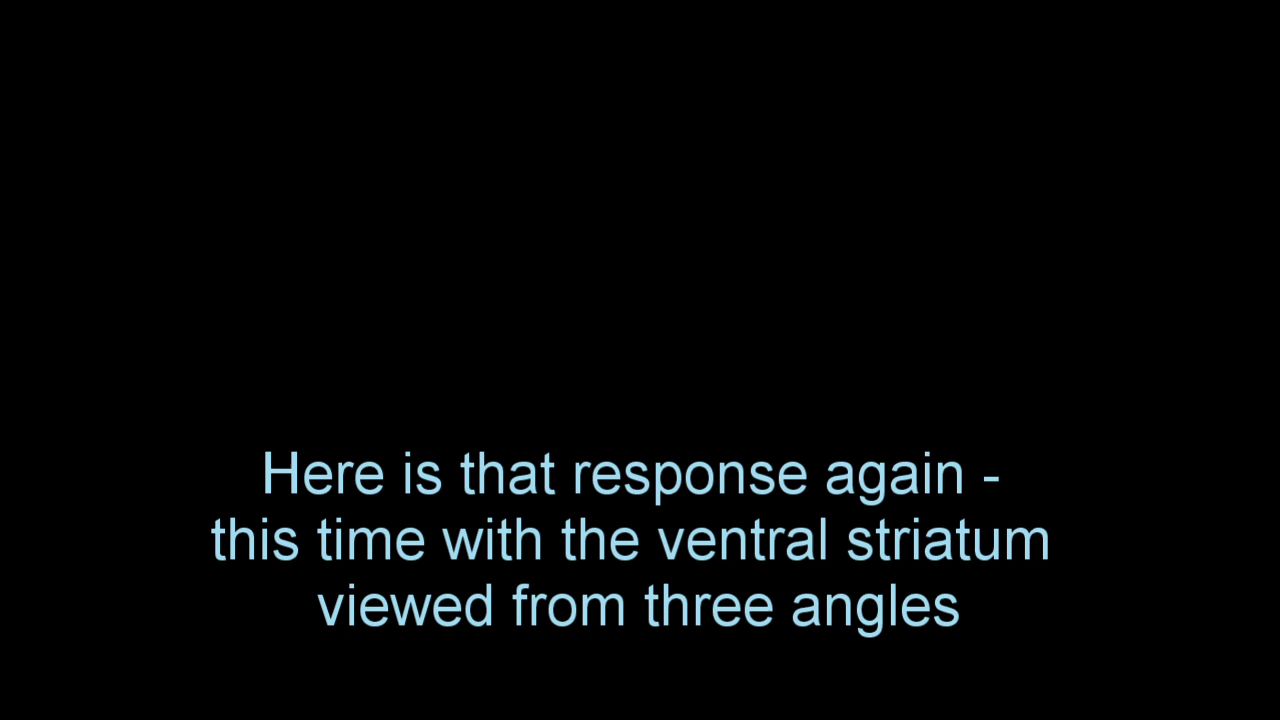 Here is that response again -
this time with the ventral striatum
viewed from three angles